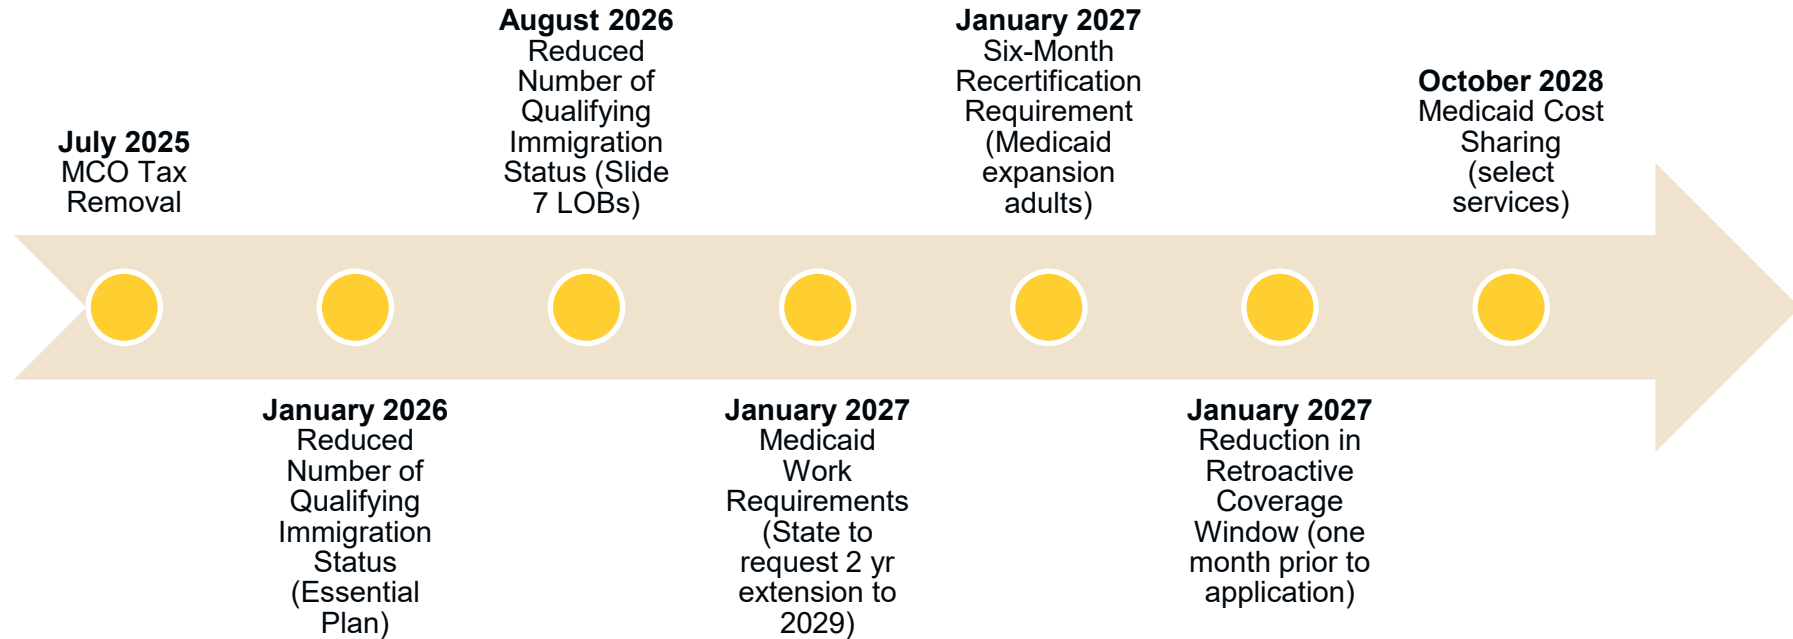 July 2025
MCO Tax
Removal
January 2026
Reduced
Number of
Qualifying
Immigration
Status
(Essential
Plan)
August 2026
Reduced
Number of
Qualifying
Immigration
Status (Slide
7 LOBs)
January 2027
Medicaid
Work
Requirements
(State to
request 2 yr
extension to
2029)
January 2027
Six-Month
Recertification
Requirement
(Medicaid
expansion
adults)
January 2027
Reduction in
Retroactive
Coverage
Window (one
month prior to
application)
October 2028
Medicaid Cost
Sharing
(select
services)